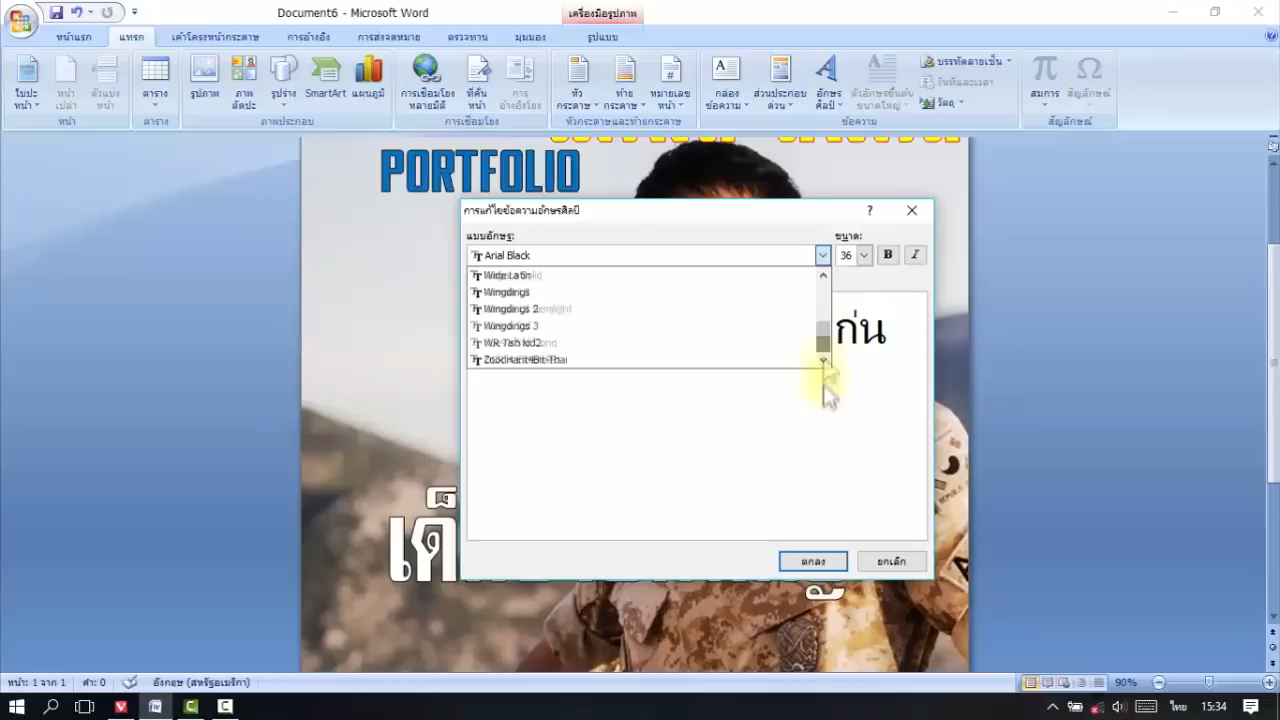 Document6 - Microsoft Word
เครื่องมือรูปภาพ
หน้าแรก แทรก เค้าโครงหน้ากระดาษ การอ้างอิง การส่งจดหมาย ตรวจทาน มุมมอง รูปแบบ
ใบปะหน้า หน้าเปล่า ตัวแบ่งหน้า ตาราง รูปภาพ ภาพตัดปะ รูปร่าง SmartArt แผนภูมิ การเชื่อมโยงหลายมิติ ที่คั่นหน้า การอ้างอิงโยง หัวกระดาษ ท้ายกระดาษ หมายเลขหน้า กล่องข้อความ ส่วนประกอบด่วน อักษรศิลป์ ตัวอักษรขึ้นต้นขนาดใหญ่ บรรทัดลายเซ็น วันที่และเวลา วัตถุ สมการ สัญลักษณ์
หน้า ตาราง ภาพประกอบ การเชื่อมโยง หัวกระดาษและท้ายกระดาษ ข้อความ สัญลักษณ์
PORTFOLIO
การแก้ไขข้อความอักษรศิลป์
แบบอักษร: ขนาด:
Arial Black 36 B I
Wide Latin
Wingdings
Wingdings 2
Wingdings 3
ก่น
ตกลง ยกเลิก
หน้า: 1 จาก 1 คำ: 0 อังกฤษ (สหรัฐอเมริกา) 90%
ไทย 15:34